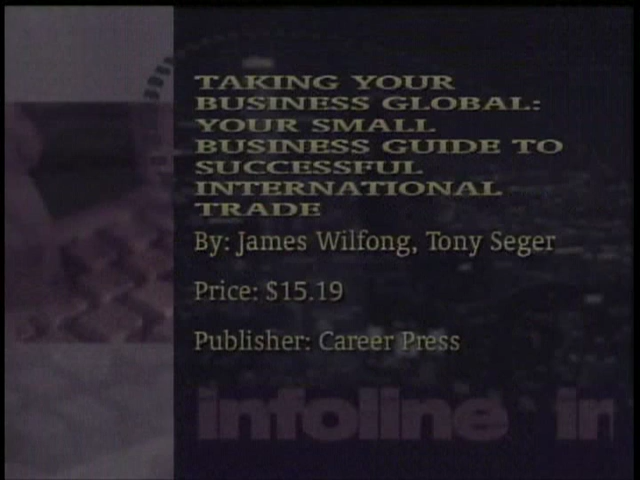 TAKING YOUR
BUSINESS GLOBAL:
YOUR SMALL
BUSINESS GUIDE TO
SUCCESSFUL
INTERNATIONAL
TRADE
By: James Wilfong, Tony Seger
Price: $15.19
Publisher: Career Press
infoline in